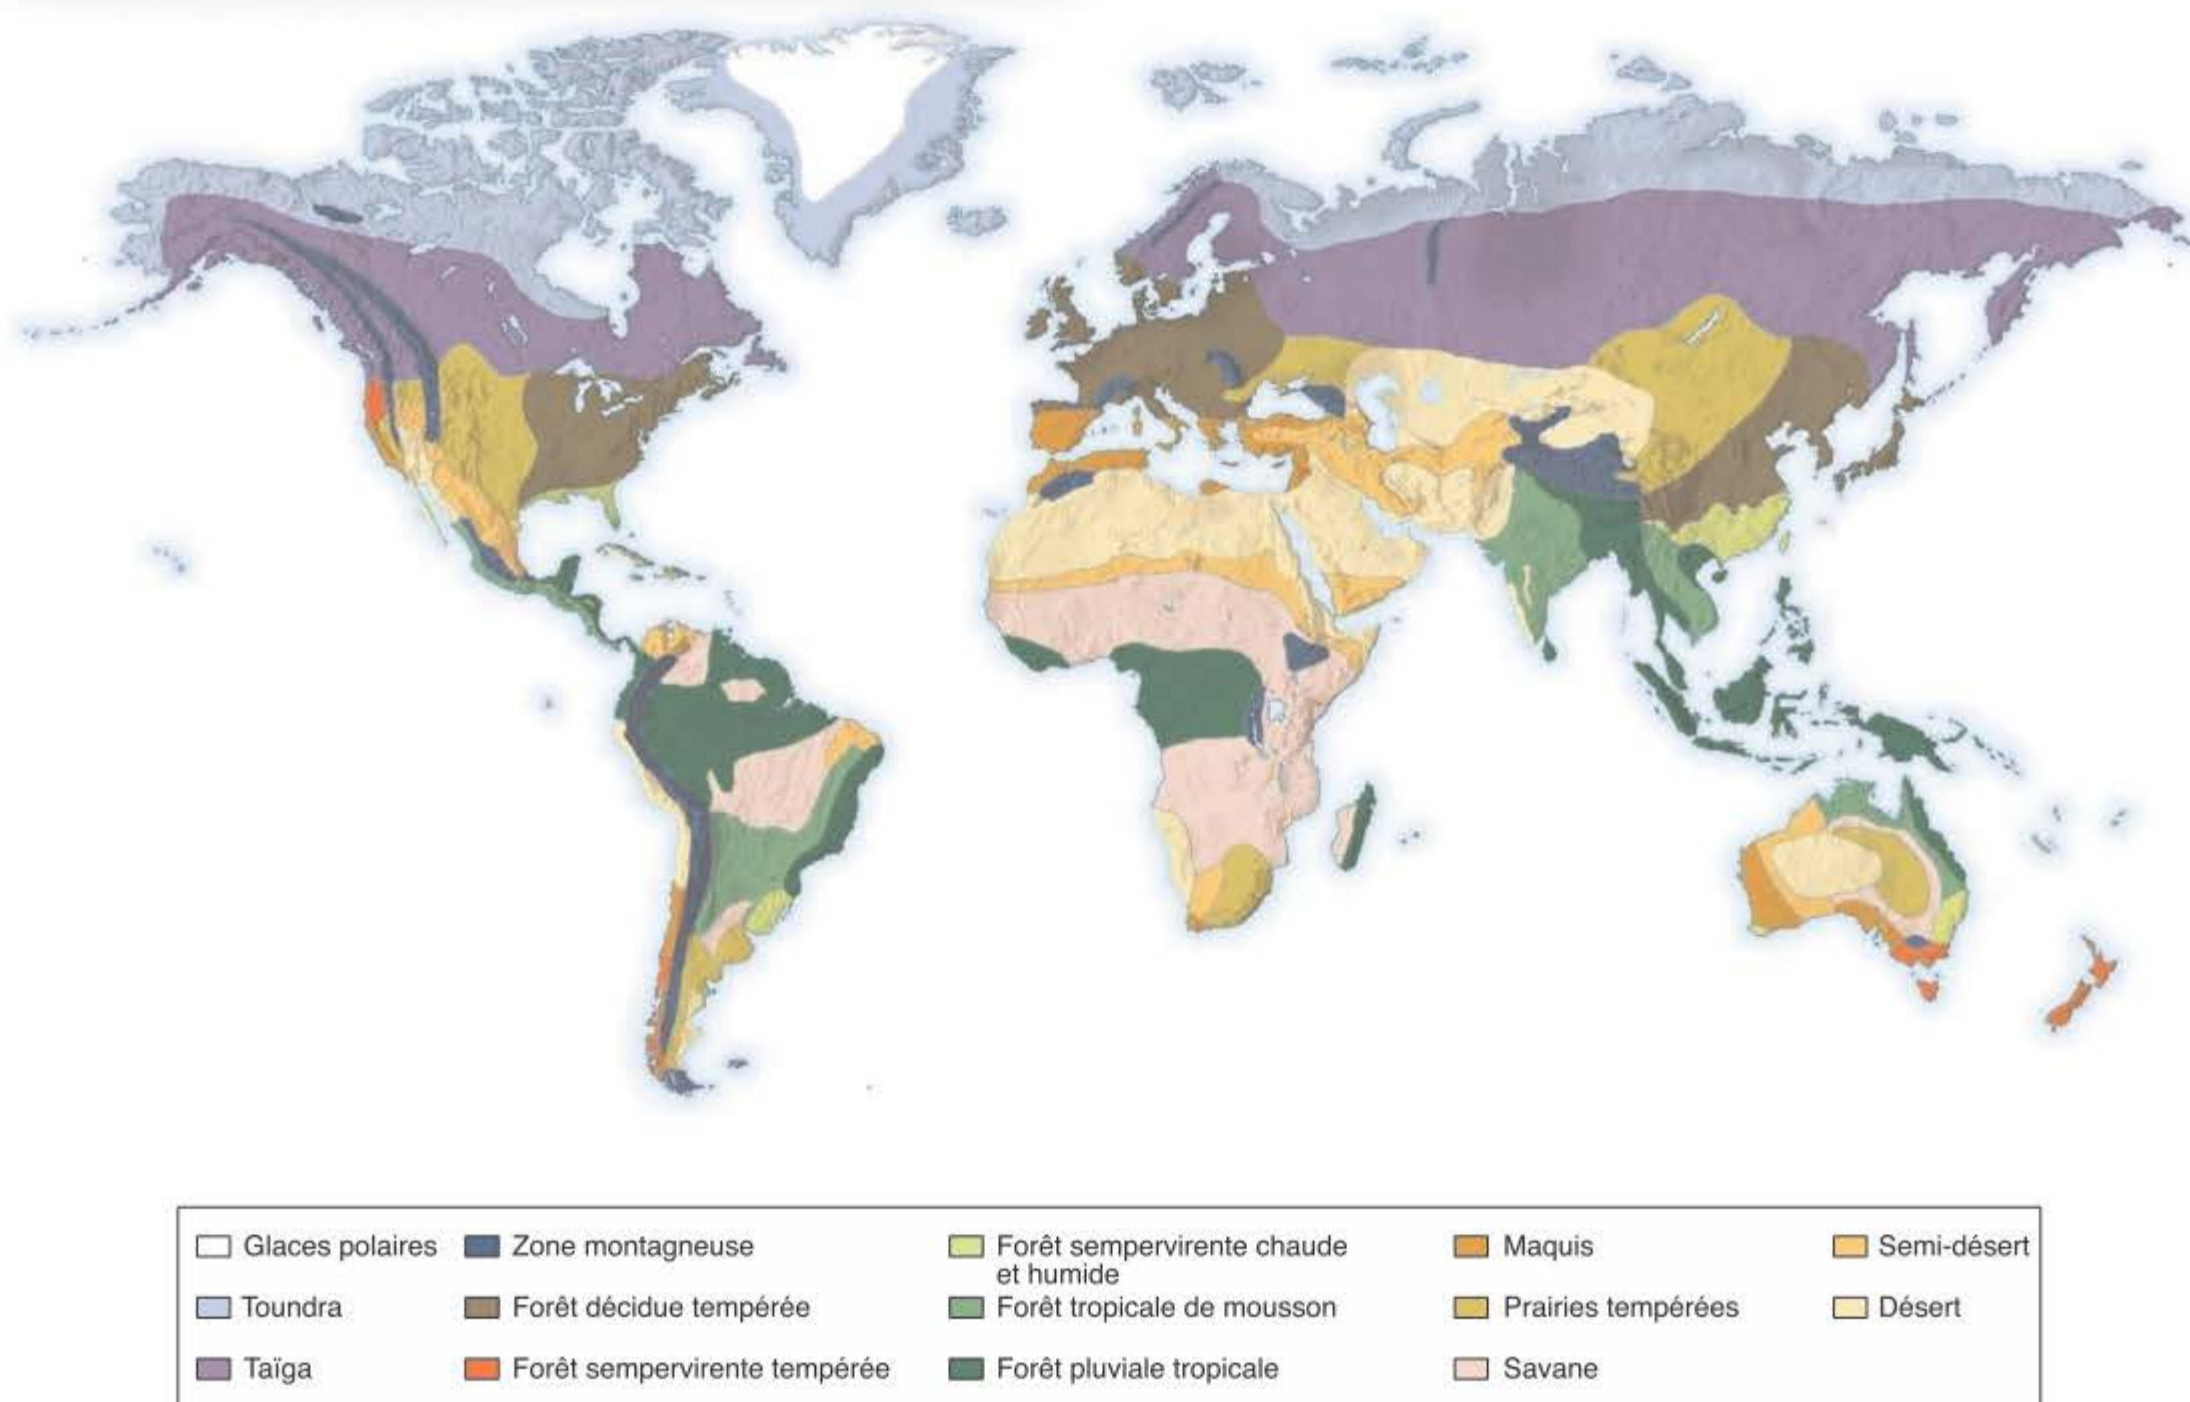 Glaces polaires
Toundra
Taïga
Zone montagneuse
Forêt décidue tempérée
Forêt sempervirente tempérée
Forêt sempervirente chaude
et humide
Forêt tropicale de mousson
Forêt pluviale tropicale
Maquis
Prairies tempérées
Savane
Semi-désert
Désert